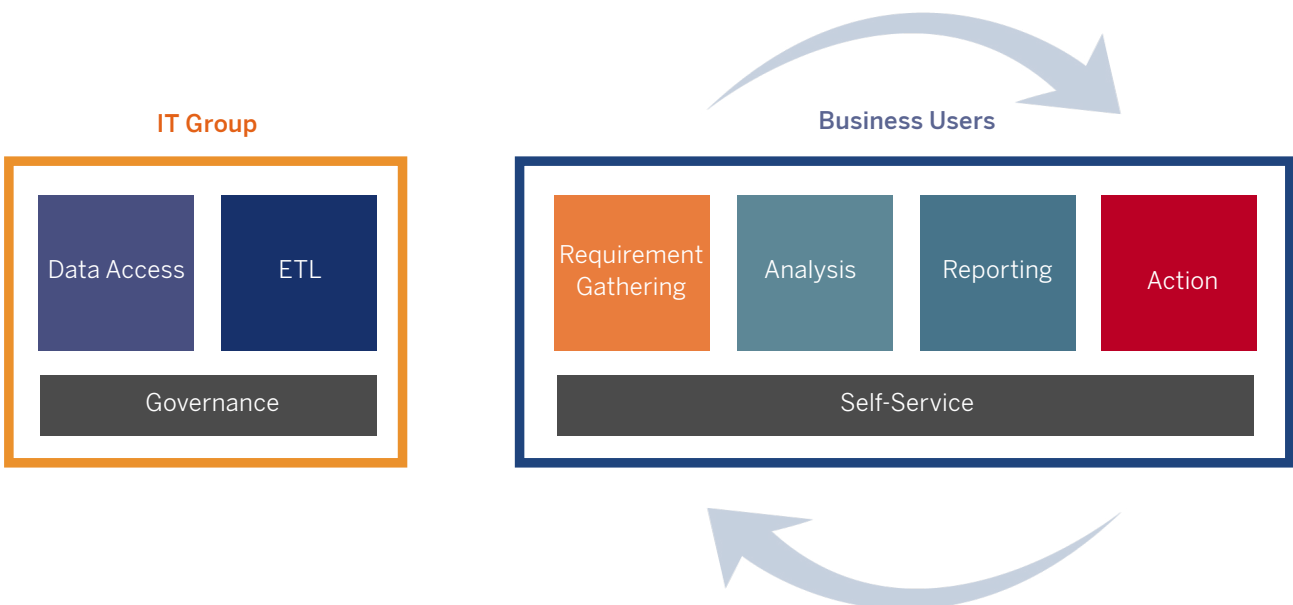 IT Group
Data Access
ETL
Governance
Business Users
Requirement
Gathering
Analysis
Reporting
Action
Self-Service